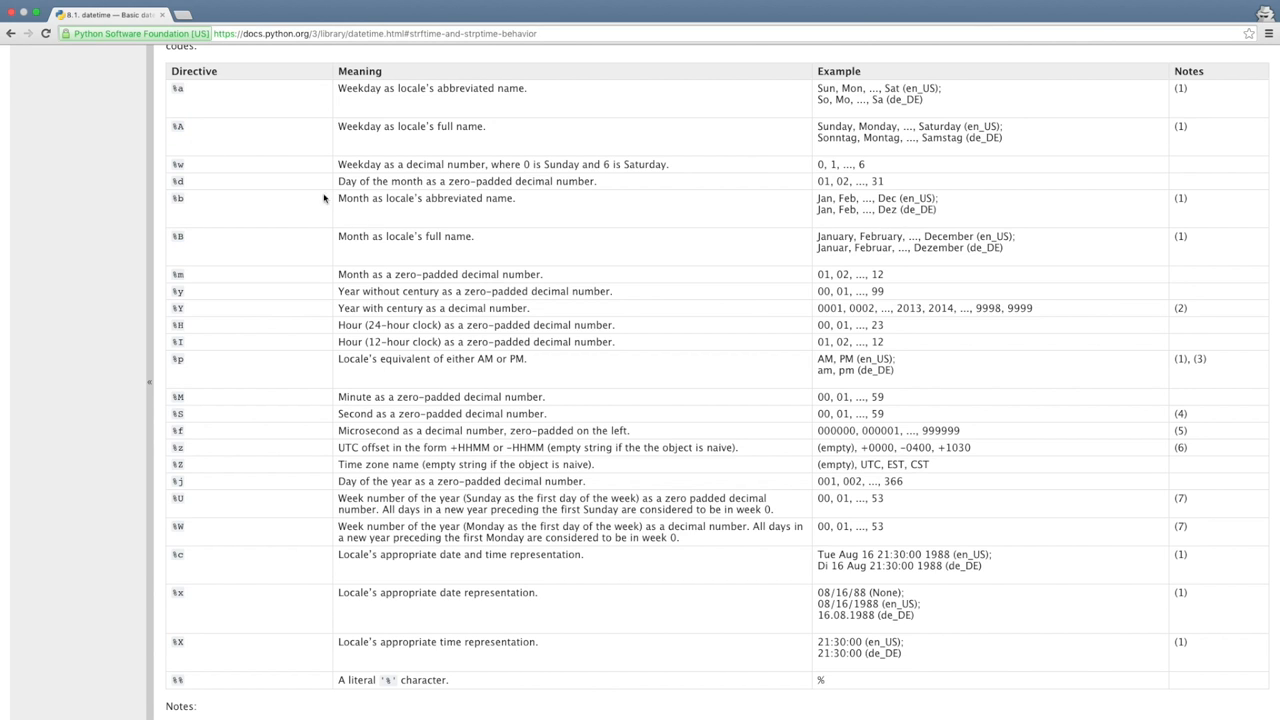 8.1. datetime — Basic dat
Python Software Foundation [US] https://docs.python.org/3/library/datetime.html#strftime-and-strptime-behavior
codes.
Directive Meaning Example Notes
%a Weekday as locale's abbreviated name. Sun, Mon, ..., Sat (en_US); (1)
So, Mo, ..., Sa (de_DE)
%A Weekday as locale's full name. Sunday, Monday, ..., Saturday (en_US); (1)
Sonntag, Montag, ..., Samstag (de_DE)
%w Weekday as a decimal number, where 0 is Sunday and 6 is Saturday. 0, 1, ..., 6
%d Day of the month as a zero-padded decimal number. 01, 02, ..., 31
%b Month as locale's abbreviated name. Jan, Feb, ..., Dec (en_US); (1)
Jan, Feb, ..., Dez (de_DE)
%B Month as locale's full name. January, February, ..., December (en_US); (1)
Januar, Februar, ..., Dezember (de_DE)
%m Month as a zero-padded decimal number. 01, 02, ..., 12
%y Year without century as a zero-padded decimal number. 00, 01, ..., 99
%Y Year with century as a decimal number. 0001, 0002, ..., 2013, 2014, ..., 9998, 9999 (2)
%H Hour (24-hour clock) as a zero-padded decimal number. 00, 01, ..., 23
%I Hour (12-hour clock) as a zero-padded decimal number. 01, 02, ..., 12
%p Locale's equivalent of either AM or PM. AM, PM (en_US); (1), (3)
am, pm (de_DE)
%M Minute as a zero-padded decimal number. 00, 01, ..., 59
%S Second as a zero-padded decimal number. 00, 01, ..., 59 (4)
%f Microsecond as a decimal number, zero-padded on the left. 000000, 000001, ..., 999999 (5)
%z UTC offset in the form +HHMM or -HHMM (empty string if the the object is naive). (empty), +0000, -0400, +1030 (6)
%Z Time zone name (empty string if the object is naive). (empty), UTC, EST, CST
%j Day of the year as a zero-padded decimal number. 001, 002, ..., 366
%U Week number of the year (Sunday as the first day of the week) as a zero padded decimal 00, 01, ..., 53 (7)
number. All days in a new year preceding the first Sunday are considered to be in week 0.
%W Week number of the year (Monday as the first day of the week) as a decimal number. All days in 00, 01, ..., 53 (7)
a new year preceding the first Monday are considered to be in week 0.
%c Locale's appropriate date and time representation. Tue Aug 16 21:30:00 1988 (en_US); (1)
Di 16 Aug 21:30:00 1988 (de_DE)
%x Locale's appropriate date representation. 08/16/88 (None); (1)
08/16/1988 (en_US);
16.08.1988 (de_DE)
%X Locale's appropriate time representation. 21:30:00 (en_US); (1)
21:30:00 (de_DE)
%% A literal '%' character. %
Notes: